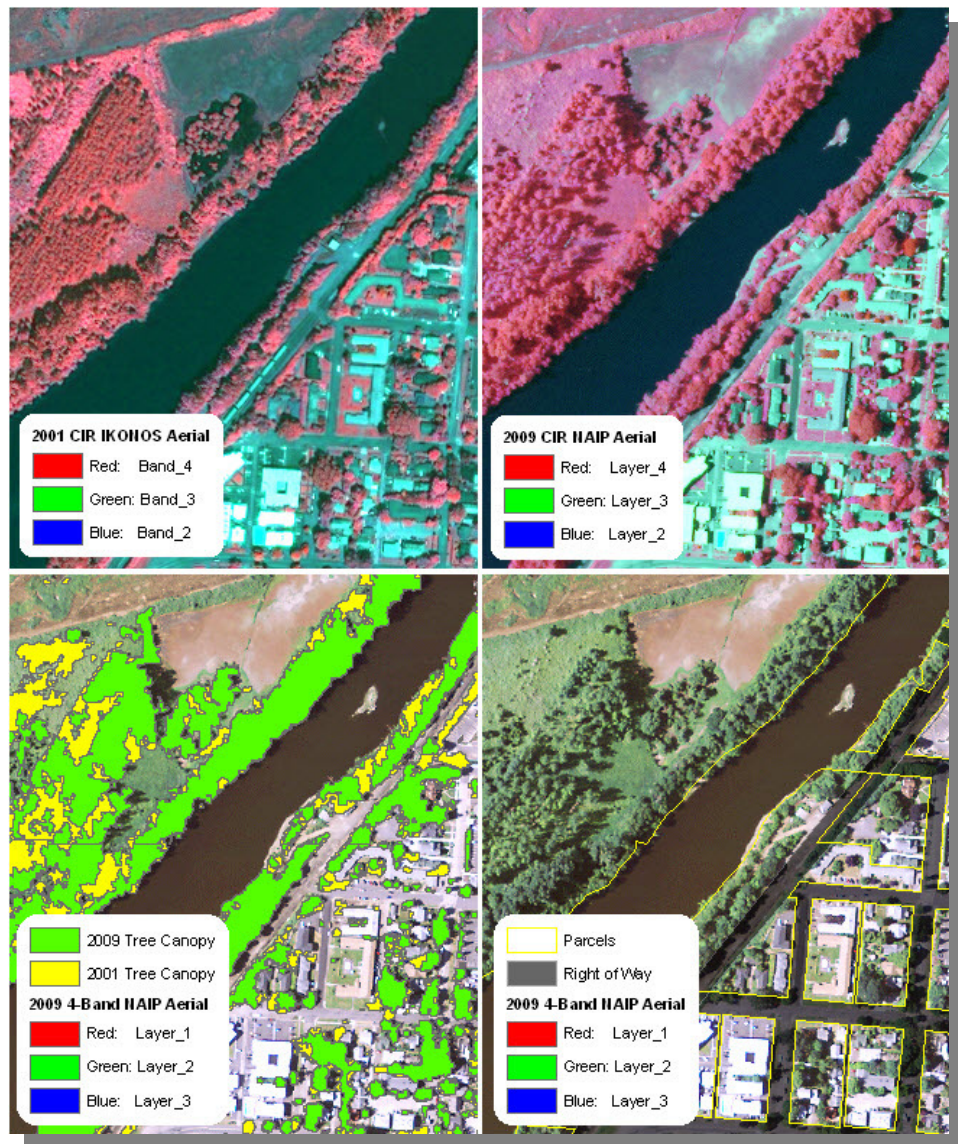 2001 CIR IKONOS Aerial
Red: Band_4
Green: Band_3
Blue: Band_2
2009 CIR NAIP Aerial
Red: Layer_4
Green: Layer_3
Blue: Layer_2
2009 Tree Canopy
2001 Tree Canopy
2009 4-Band NAIP Aerial
Red: Layer_1
Green: Layer_2
Blue: Layer_3
Parcels
Right of Way
2009 4-Band NAIP Aerial
Red: Layer_1
Green: Layer_2
Blue: Layer_3